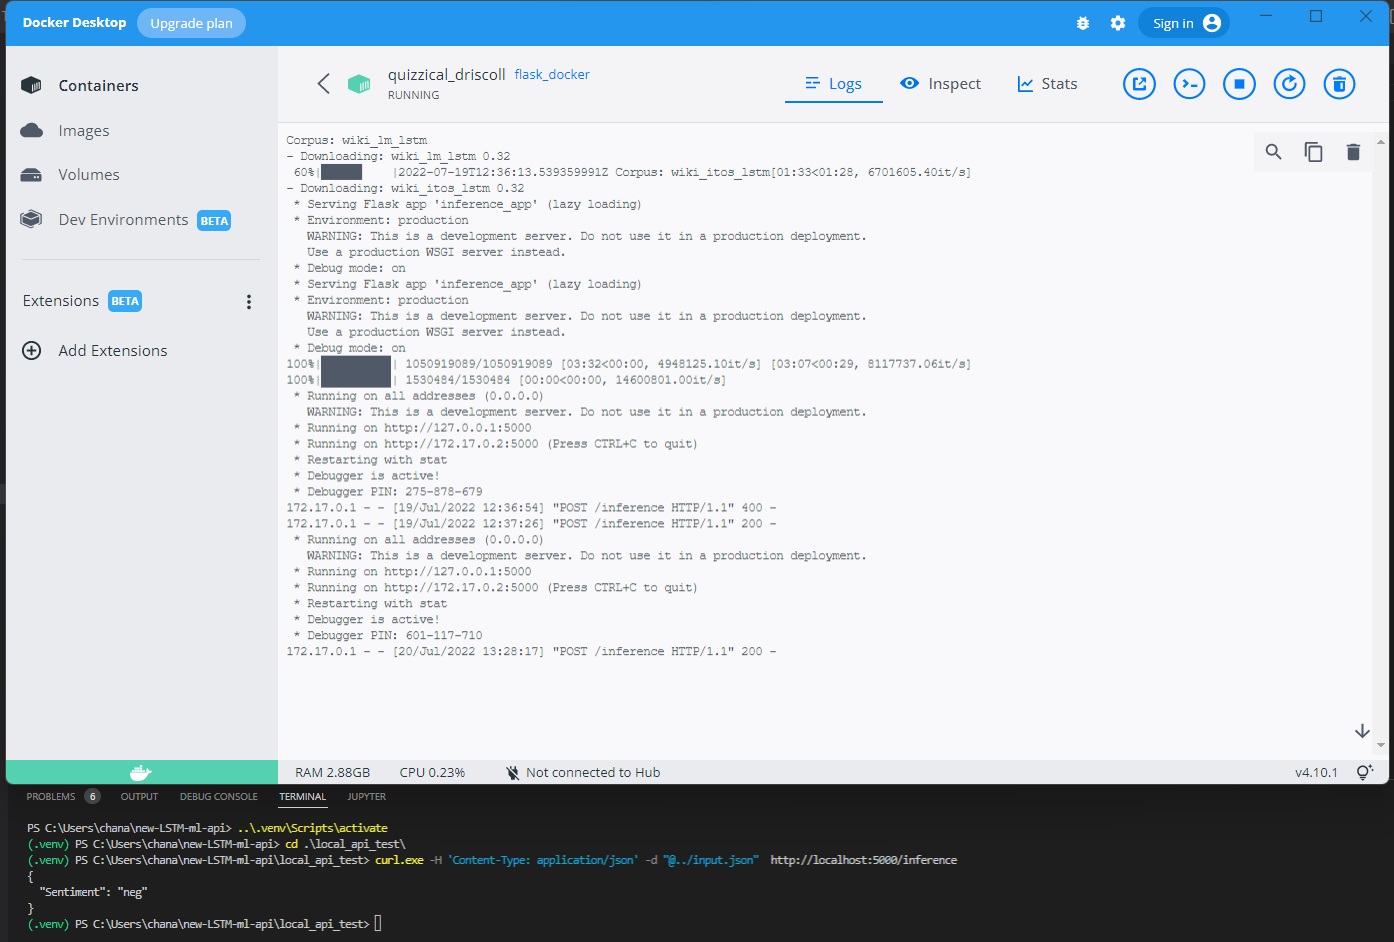 Docker Desktop Upgrade plan Sign in
Containers
Images
Volumes
Dev Environments BETA
Extensions BETA
Add Extensions
quizzical_driscoll flask_docker
RUNNING
Logs Inspect Stats
Corpus: wiki_lm_lstm
- Downloading: wiki_lm_lstm 0.32
60%| |2022-07-19T12:36:13.539359991Z Corpus: wiki_itos_lstm[01:33<01:28, 6701605.40it/s]
- Downloading: wiki_itos_lstm 0.32
* Serving Flask app 'inference_app' (lazy loading)
* Environment: production
WARNING: This is a development server. Do not use it in a production deployment.
Use a production WSGI server instead.
* Debug mode: on
* Serving Flask app 'inference_app' (lazy loading)
* Environment: production
WARNING: This is a development server. Do not use it in a production deployment.
Use a production WSGI server instead.
* Debug mode: on
100%| | 1050919089/1050919089 [03:32<00:00, 4948125.10it/s] [03:07<00:29, 8117737.06it/s]
100%| | 1530484/1530484 [00:00<00:00, 14600801.00it/s]
* Running on all addresses (0.0.0.0)
WARNING: This is a development server. Do not use it in a production deployment.
* Running on http://127.0.0.1:5000
* Running on http://172.17.0.2:5000 (Press CTRL+C to quit)
* Restarting with stat
* Debugger is active!
* Debugger PIN: 275-878-679
172.17.0.1 - - [19/Jul/2022 12:36:54] "POST /inference HTTP/1.1" 400 -
172.17.0.1 - - [19/Jul/2022 12:37:26] "POST /inference HTTP/1.1" 200 -
* Running on all addresses (0.0.0.0)
WARNING: This is a development server. Do not use it in a production deployment.
* Running on http://127.0.0.1:5000
* Running on http://172.17.0.2:5000 (Press CTRL+C to quit)
* Restarting with stat
* Debugger is active!
* Debugger PIN: 601-117-710
172.17.0.1 - - [20/Jul/2022 13:28:17] "POST /inference HTTP/1.1" 200 -
RAM 2.88GB CPU 0.23% Not connected to Hub v4.10.1
PROBLEMS 6 OUTPUT DEBUG CONSOLE TERMINAL JUPYTER
PS C:\Users\chana\new-LSTM-ml-api> ..\.venv\Scripts\activate
(.venv) PS C:\Users\chana\new-LSTM-ml-api> cd .\local_api_test\
(.venv) PS C:\Users\chana\new-LSTM-ml-api\local_api_test> curl.exe -H 'Content-Type: application/json' -d "@../input.json" http://localhost:5000/inference
{
"Sentiment": "neg"
}
(.venv) PS C:\Users\chana\new-LSTM-ml-api\local_api_test>